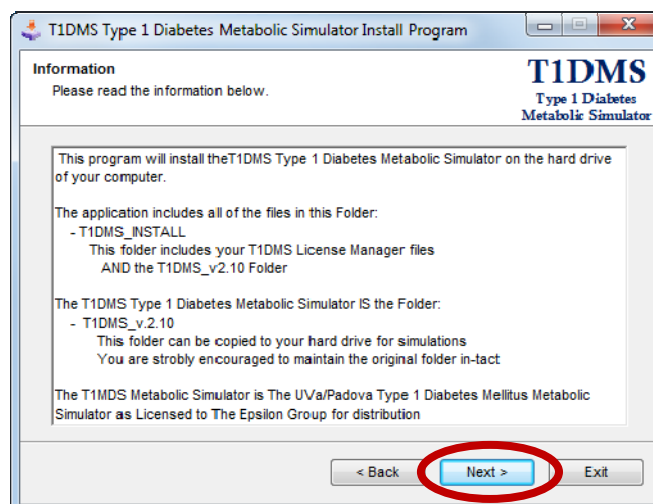 T1DMS Type 1 Diabetes Metabolic Simulator Install Program
Information
Please read the information below.
T1DMS
Type 1 Diabetes
Metabolic Simulator
This program will install theT1DMS Type 1 Diabetes Metabolic Simulator on the hard drive
of your computer.
The application includes all of the files in this Folder:
- T1DMS_INSTALL
This folder includes your T1DMS License Manager files
AND the T1DMS_v2.10 Folder
The T1DMS Type 1 Diabetes Metabolic Simulator IS the Folder:
- T1DMS_v.2.10
This folder can be copied to your hard drive for simulations
You are strobly encouraged to maintain the original folder in-tact
The T1MDS Metabolic Simulator is The UVa/Padova Type 1 Diabetes Mellitus Metabolic
Simulator as Licensed to The Epsilon Group for distribution
< Back
Next >
Exit